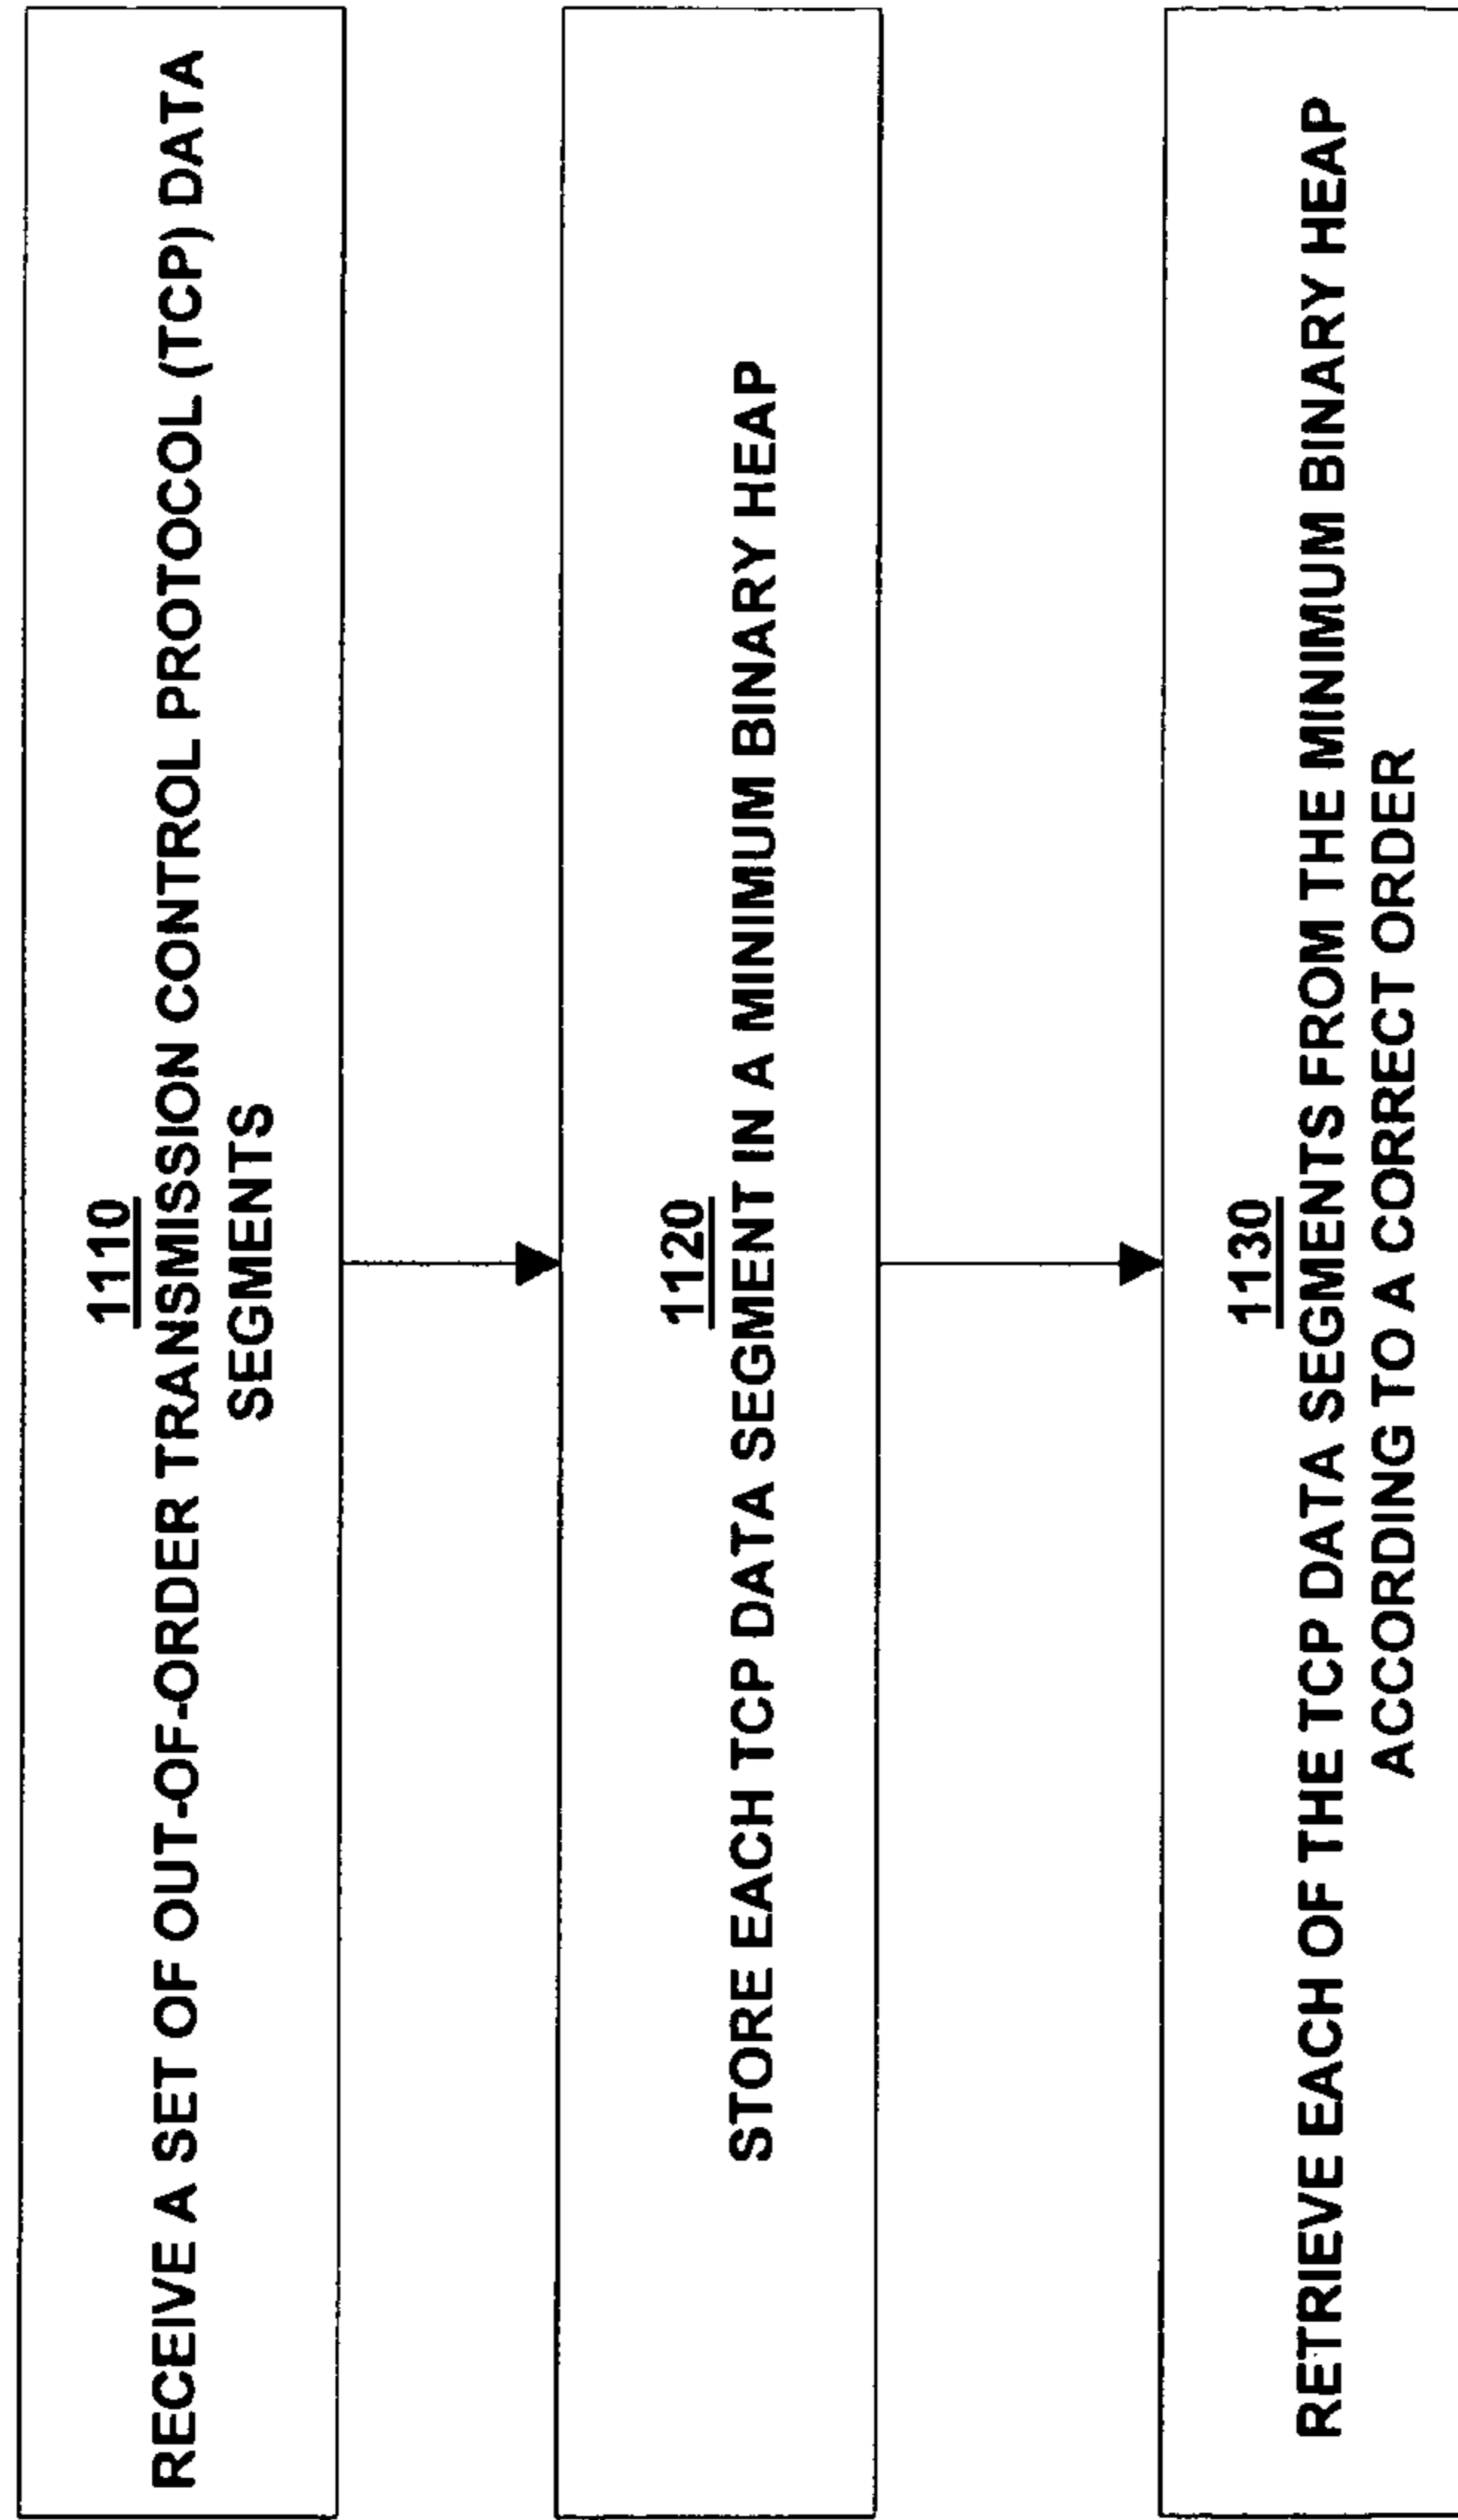 1110
RECEIVE A SET OF OUT-OF-ORDER TRANSMISSION CONTROL PROTOCOL (TCP) DATA
SEGMENTS
1120
STORE EACH TCP DATA SEGMENT IN A MINIMUM BINARY HEAP
1130
RETRIEVE EACH OF THE TCP DATA SEGMENTS FROM THE MINIMUM BINARY HEAP
ACCORDING TO A CORRECT ORDER